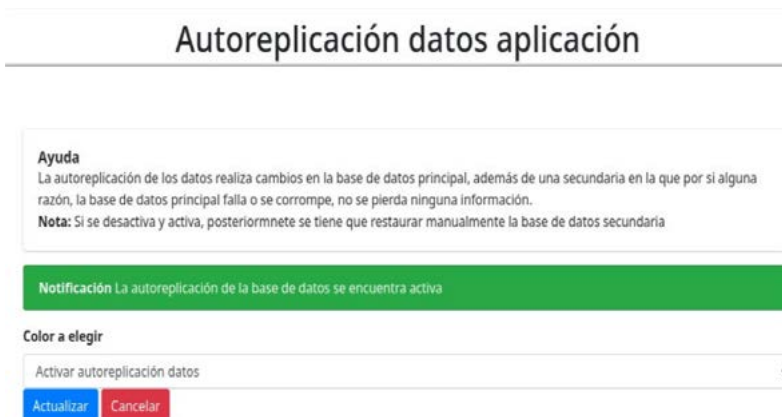 Autoreplicación datos aplicación
Ayuda
La autoreplicación de los datos realiza cambios en la base de datos principal, además de una secundaria en la que por si alguna
razón, la base de datos principal falla o se corrompe, no se pierda ninguna información.
Nota: Si se desactiva y activa, posteriormnete se tiene que restaurar manualmente la base de datos secundaria
Notificación La autoreplicación de la base de datos se encuentra activa
Color a elegir
Activar autoreplicación datos
Actualizar Cancelar